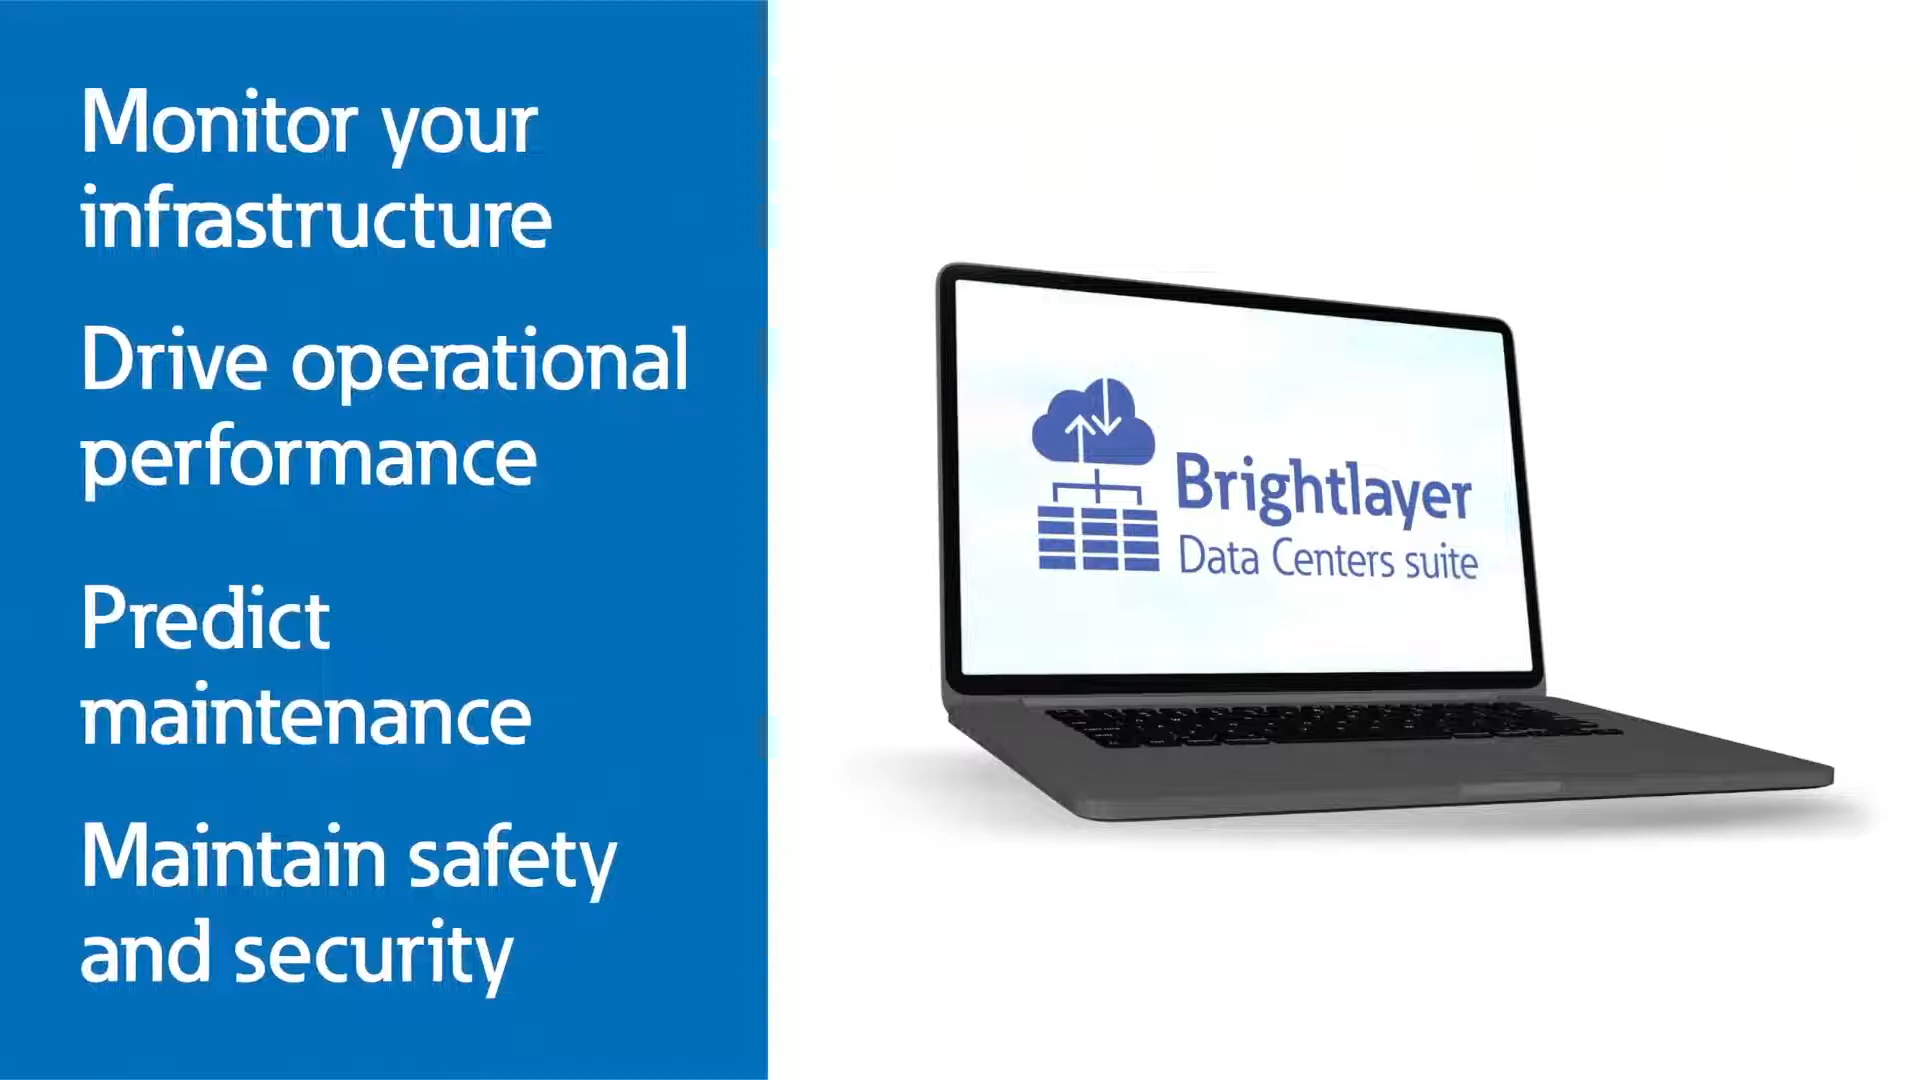 Monitor your
infrastructure
Drive operational
performance
Predict
maintenance
Maintain safety
and security
Brightlayer
Data Centers suite